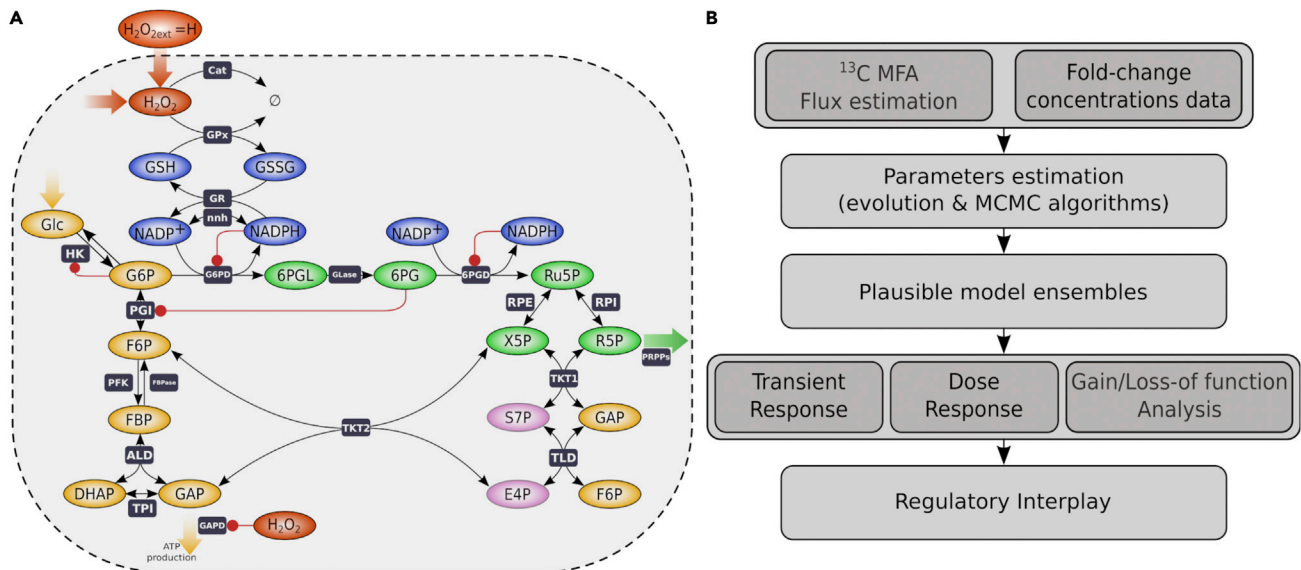 A
H₂O₂ext =H
Cat
H₂O₂
∅
GPx
GSH
GSSG
GR
nnh
NADP+
NADPH
NADP+
NADPH
Glc
HK
G6P
G6PD
6PGL
GLase
6PG
6PGD
Ru5P
PGI
RPE
RPI
F6P
X5P
R5P
PRPPs
PFK
FBPase
TKT1
FBP
S7P
GAP
TKT2
ALD
TLD
DHAP
GAP
E4P
F6P
TPI
GAPD
H₂O₂
ATP
production
B
¹³C MFA
Flux estimation
Fold-change
concentrations data
Parameters estimation
(evolution & MCMC algorithms)
Plausible model ensembles
Transient
Response
Dose
Response
Gain/Loss-of function
Analysis
Regulatory Interplay